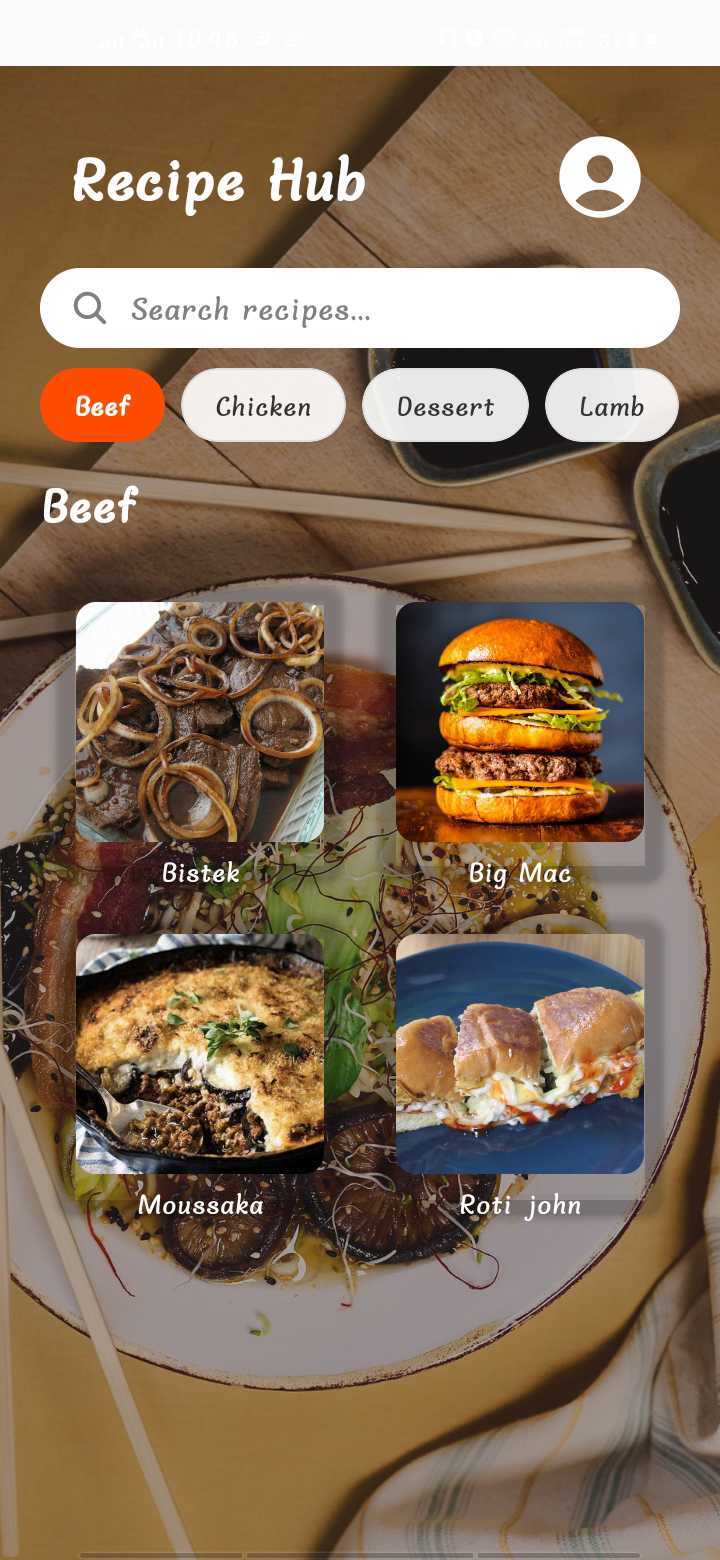 Recipe Hub
Search recipes...
Beef
Chicken
Dessert
Lamb
Beef
Bistek
Big Mac
Moussaka
Roti john